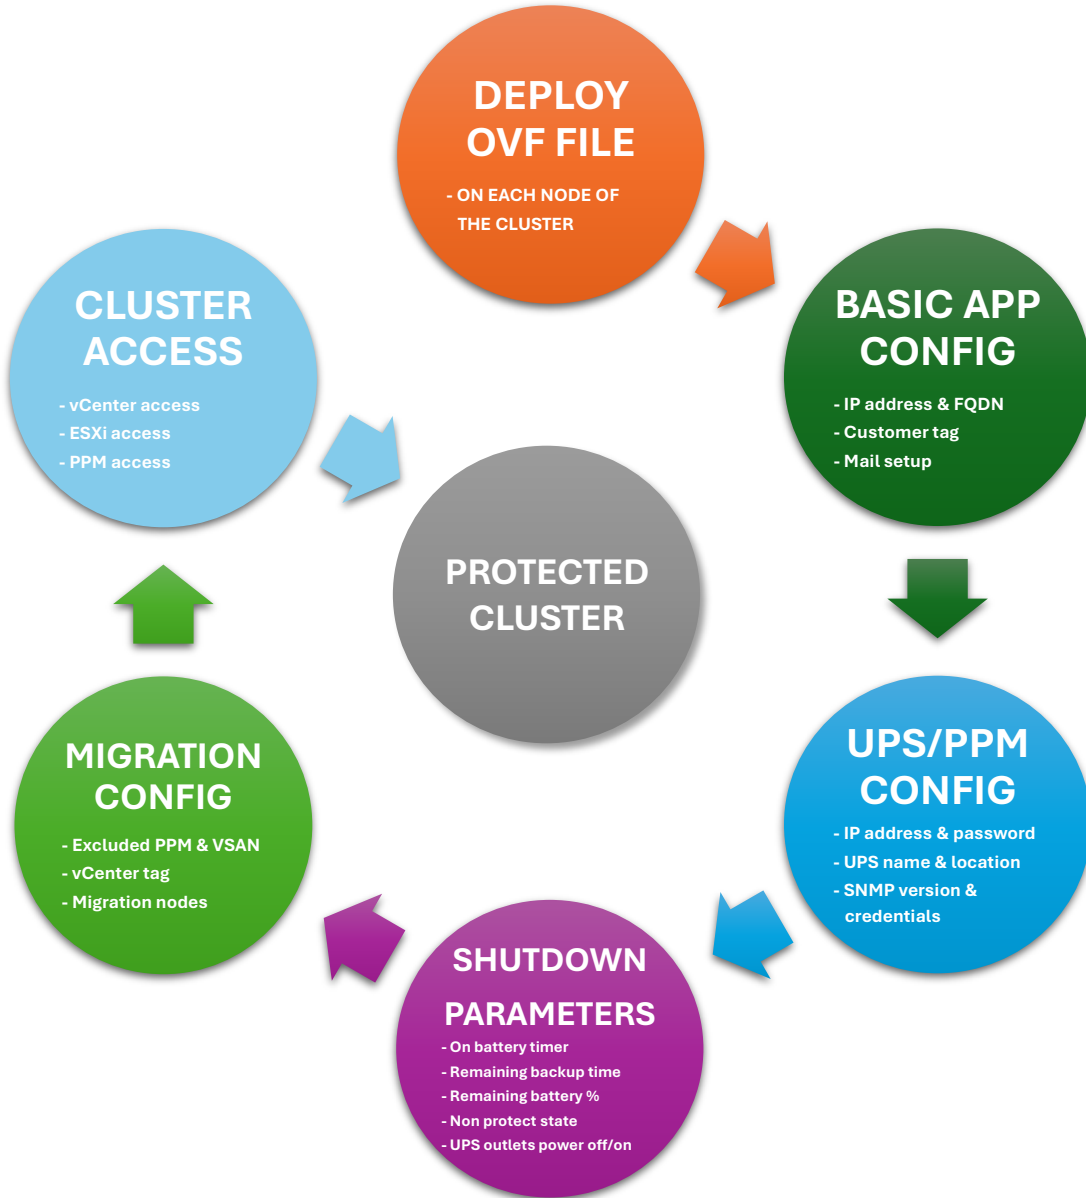 DEPLOY
OVF FILE
- ON EACH NODE OF
THE CLUSTER
BASIC APP
CONFIG
- IP address & FQDN
- Customer tag
- Mail setup
UPS/PPM
CONFIG
- IP address & password
- UPS name & location
- SNMP version &
credentials
SHUTDOWN
PARAMETERS
- On battery timer
- Remaining backup time
- Remaining battery %
- Non protect state
- UPS outlets power off/on
MIGRATION
CONFIG
- Excluded PPM & VSAN
- vCenter tag
- Migration nodes
CLUSTER
ACCESS
- vCenter access
- ESXi access
- PPM access
PROTECTED
CLUSTER